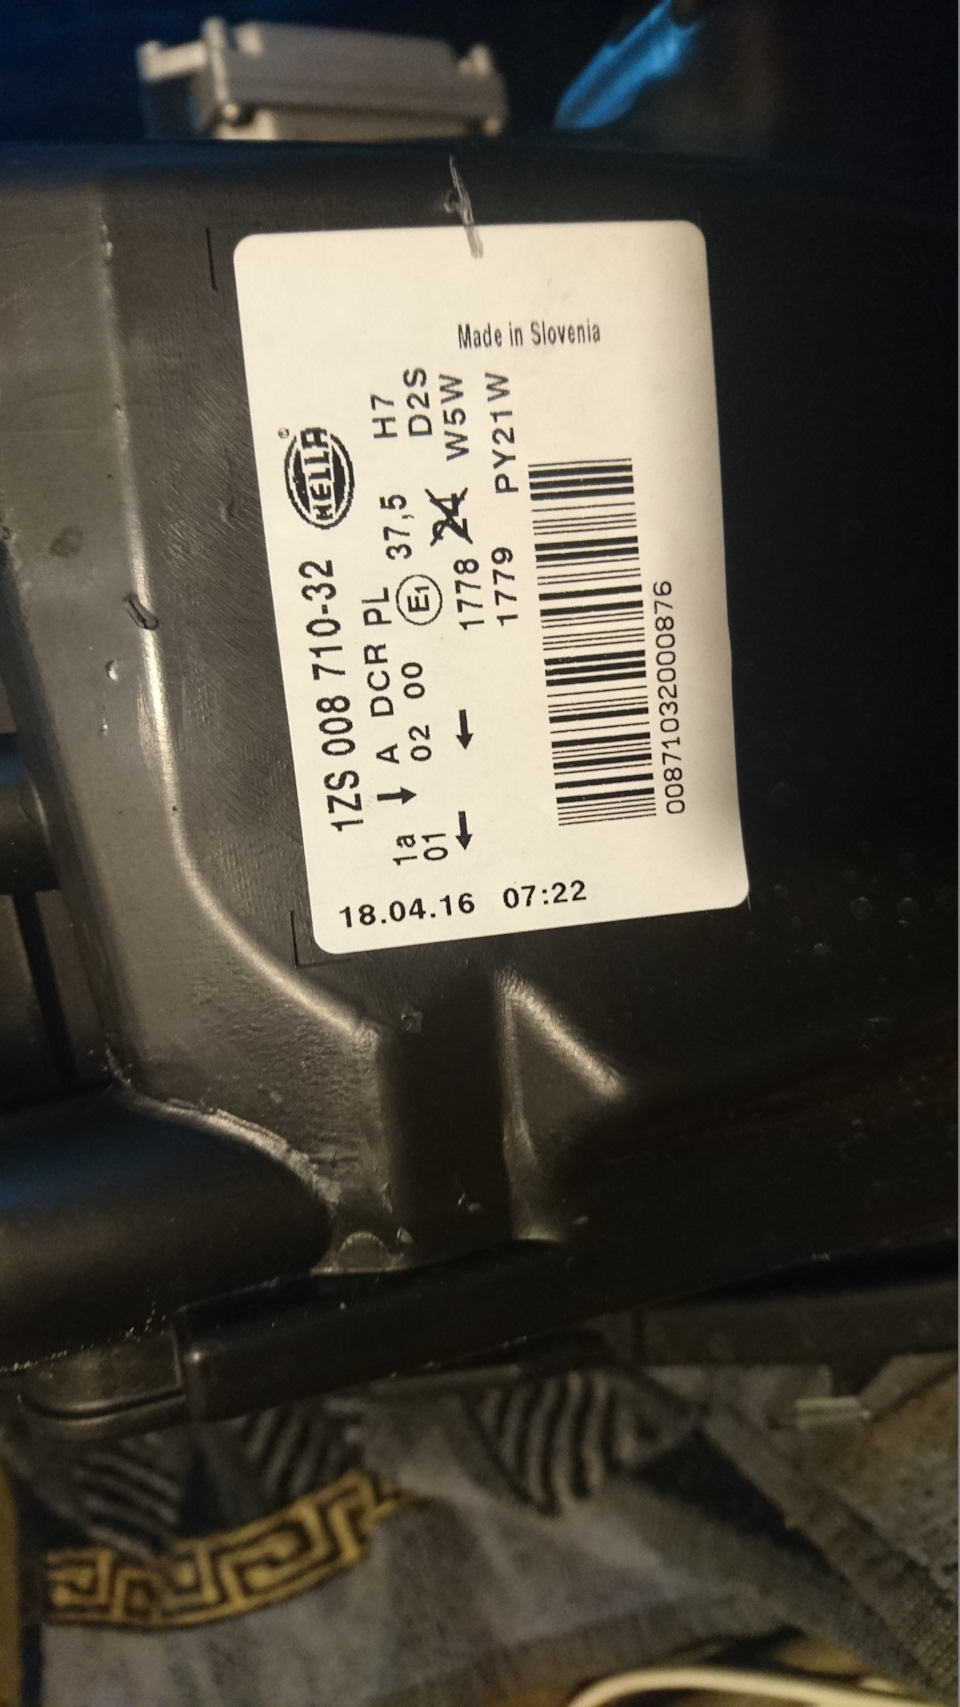 1ZS 008 710-32 HELLA®
1a ↓ A DCR PL 37,5 H7
01 02 00 E1 D2S
← ← 1778 24 W5W
1779 PY21W
Made in Slovenia
00871032000876
18.04.16 07:22